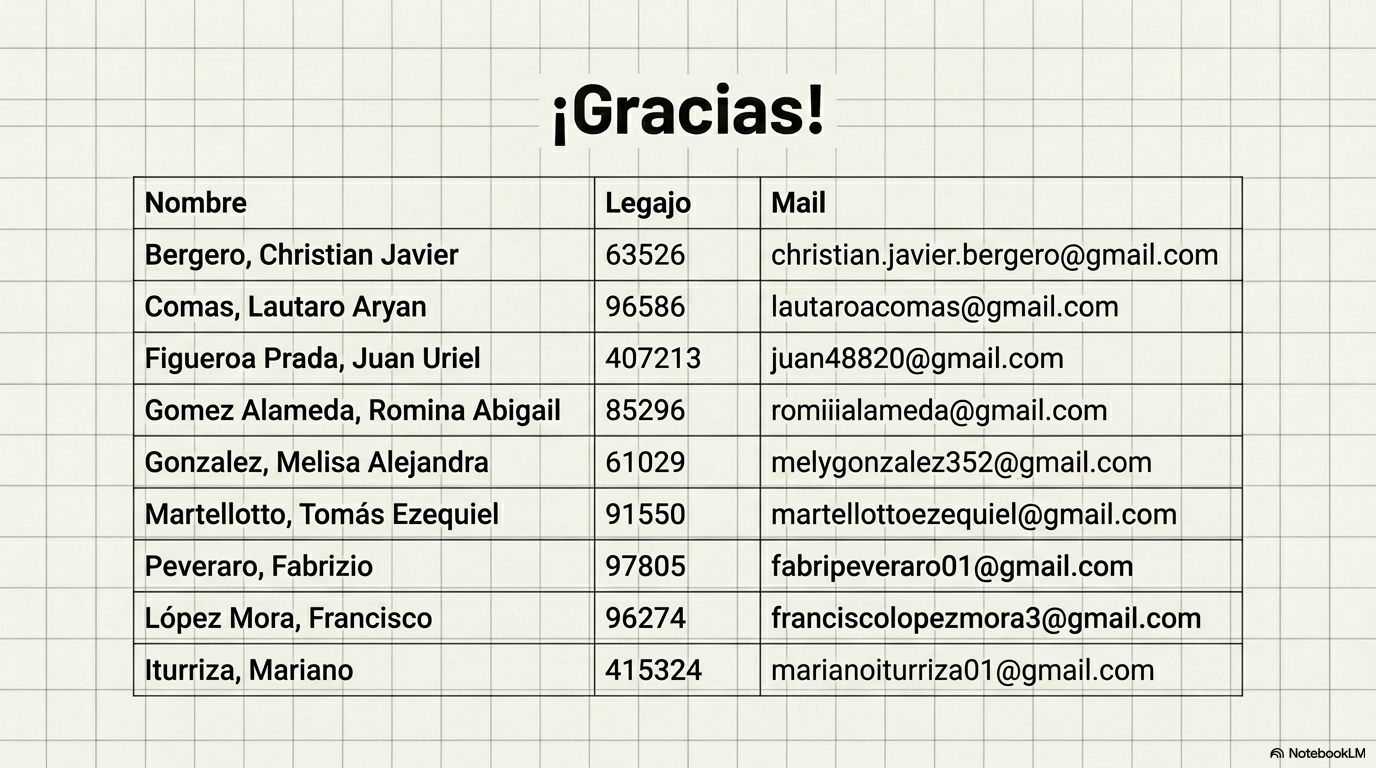 ¡Gracias!
Nombre Legajo Mail
Bergero, Christian Javier 63526 christian.javier.bergero@gmail.com
Comas, Lautaro Aryan 96586 lautaroacomas@gmail.com
Figueroa Prada, Juan Uriel 407213 juan48820@gmail.com
Gomez Alameda, Romina Abigail 85296 romiiialameda@gmail.com
Gonzalez, Melisa Alejandra 61029 melygonzalez352@gmail.com
Martellotto, Tomás Ezequiel 91550 martellottoezequiel@gmail.com
Peveraro, Fabrizio 97805 fabripeveraro01@gmail.com
López Mora, Francisco 96274 franciscolopezmora3@gmail.com
Iturriza, Mariano 415324 marianoiturriza01@gmail.com
NotebookLM